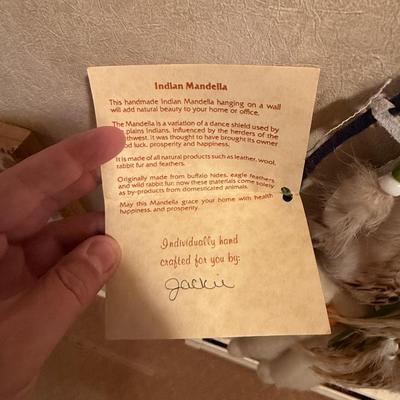 Indian Mandella
This handmade Indian Mandella hanging on a wall
will add natural beauty to your home or office.
The Mandella is a variation of a dance shield used by
plains Indians, influenced by the herders of the
west. It was thought to have brought its owner
luck, prosperity and happiness.
It is made of all natural products such as leather, wool,
rabbit fur and feathers.
Originally made from buffalo hides, eagle feathers
and wild rabbit fur; now these materials come solely
as by-products from domesticated animals.
May this Mandella grace your home with health
happiness, and prosperity.
Individually hand
crafted for you by:
Jackie